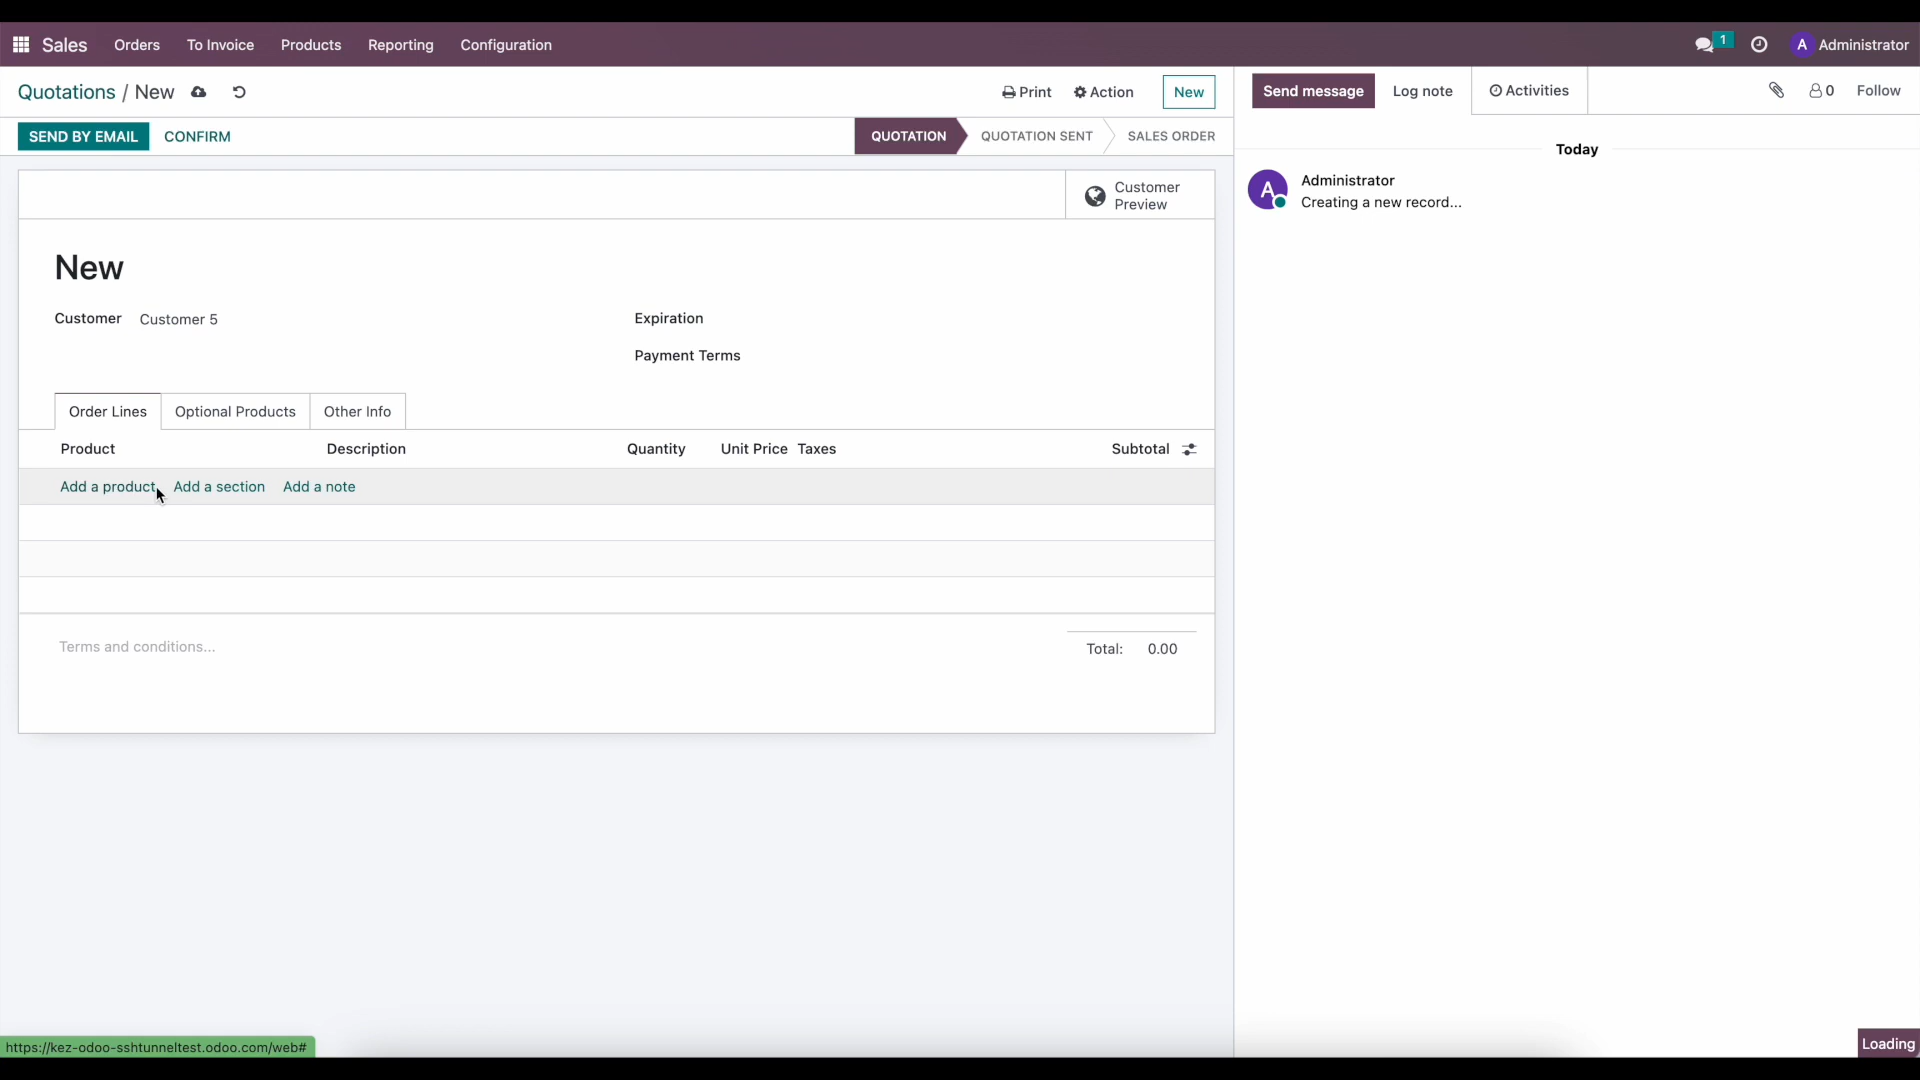 Sales Orders To Invoice Products Reporting Configuration 1 A Administrator
Quotations / New Print Action New Send message Log note Activities 0 Follow
SEND BY EMAIL CONFIRM QUOTATION QUOTATION SENT SALES ORDER
Today
Customer
Preview
A Administrator
Creating a new record...
New
Customer Customer 5 Expiration
Payment Terms
Order Lines Optional Products Other Info
Product Description Quantity Unit Price Taxes Subtotal
Add a product Add a section Add a note
Terms and conditions... Total: 0.00
https://kez-odoo-sshtunneltest.odoo.com/web# Loading